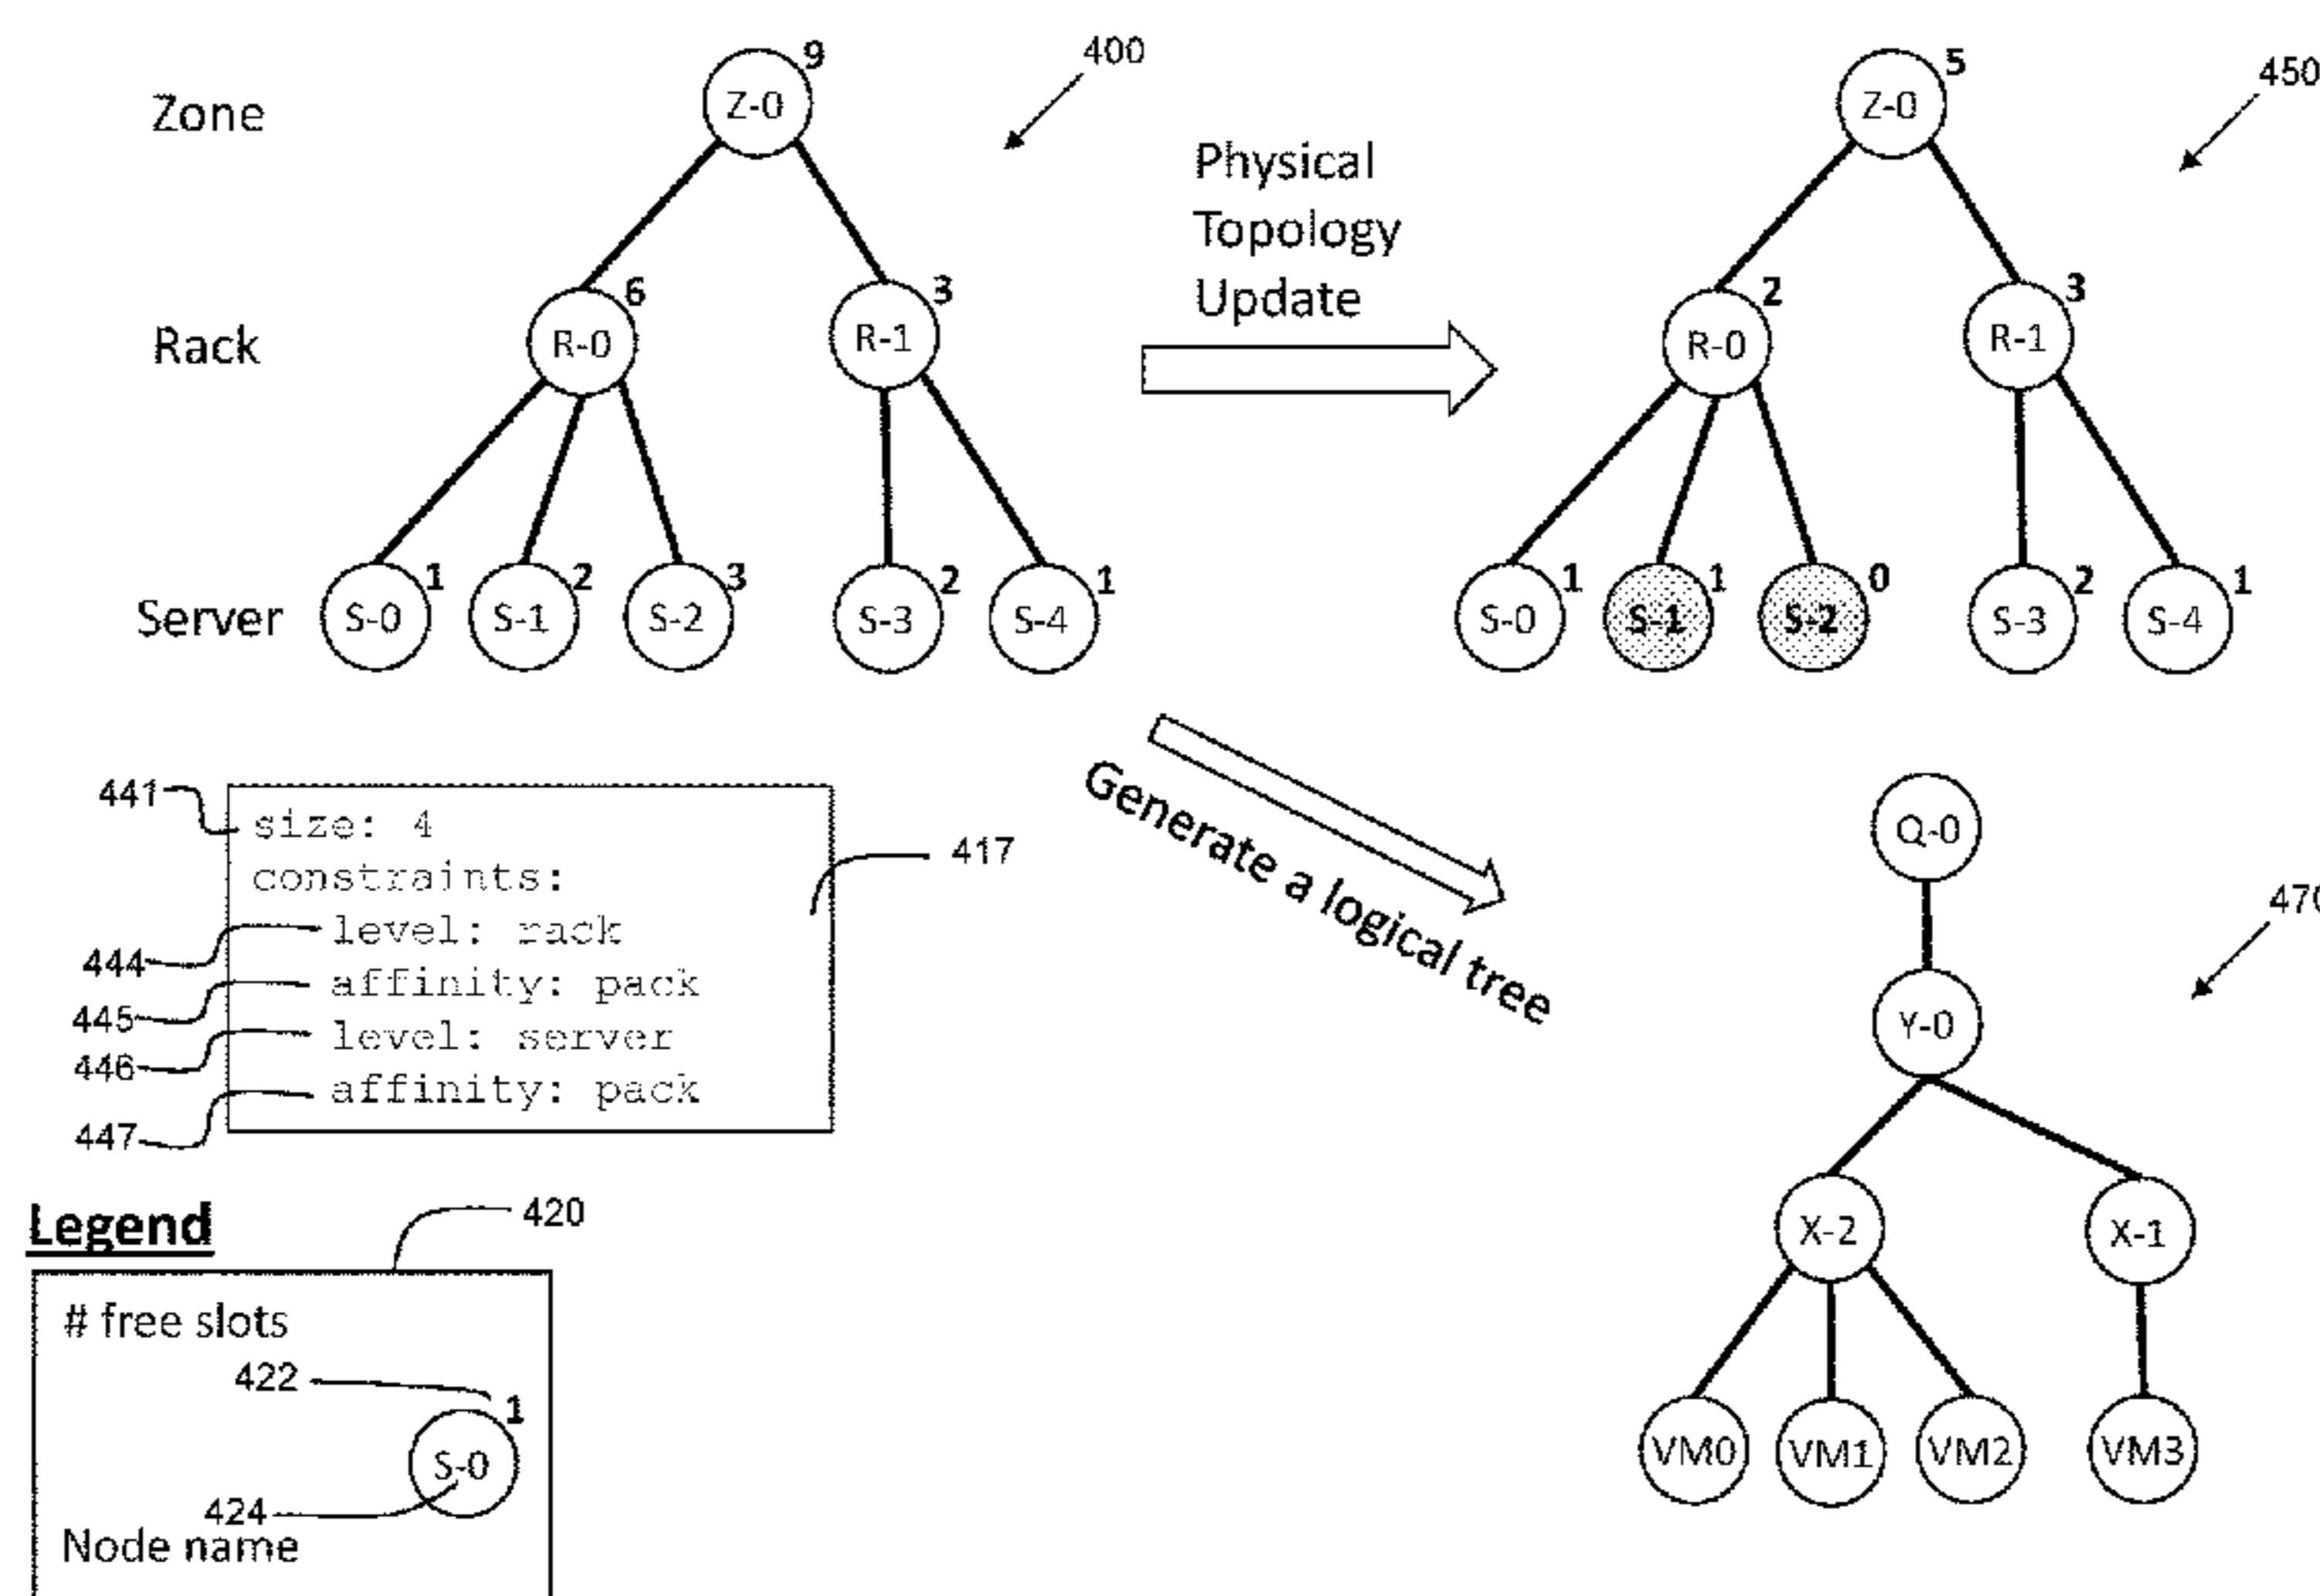 9
400
5
450
Zone
Z-0
Z-0
Physical
Topology
Update
6
3
2
3
Rack
R-0
R-1
R-0
R-1
1
2
3
2
1
1
1
0
2
1
Server
S-0
S-1
S-2
S-3
S-4
S-0
S-1
S-2
S-3
S-4
Generate a logical tree
441
size: 4
constraints:
417
444
level: rack
445
affinity: pack
446
level: server
447
affinity: pack
Q-0
470
Y-0
X-2
X-1
VM0
VM1
VM2
VM3
Legend
420
# free slots
422
1
S-0
424
Node name